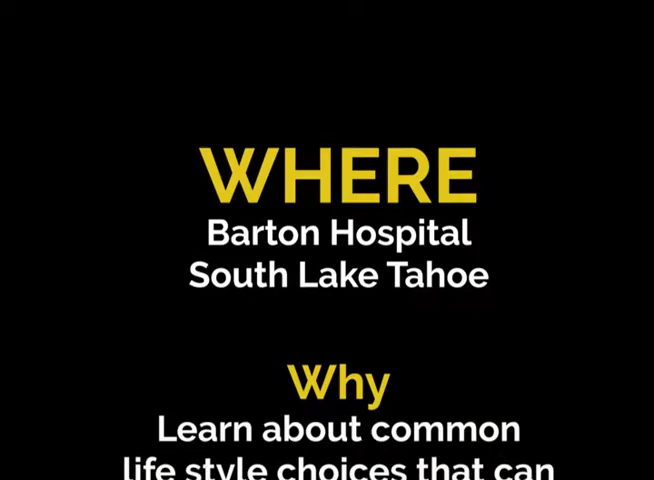 WHERE
Barton Hospital
South Lake Tahoe
Why
Learn about common
life style choices that can